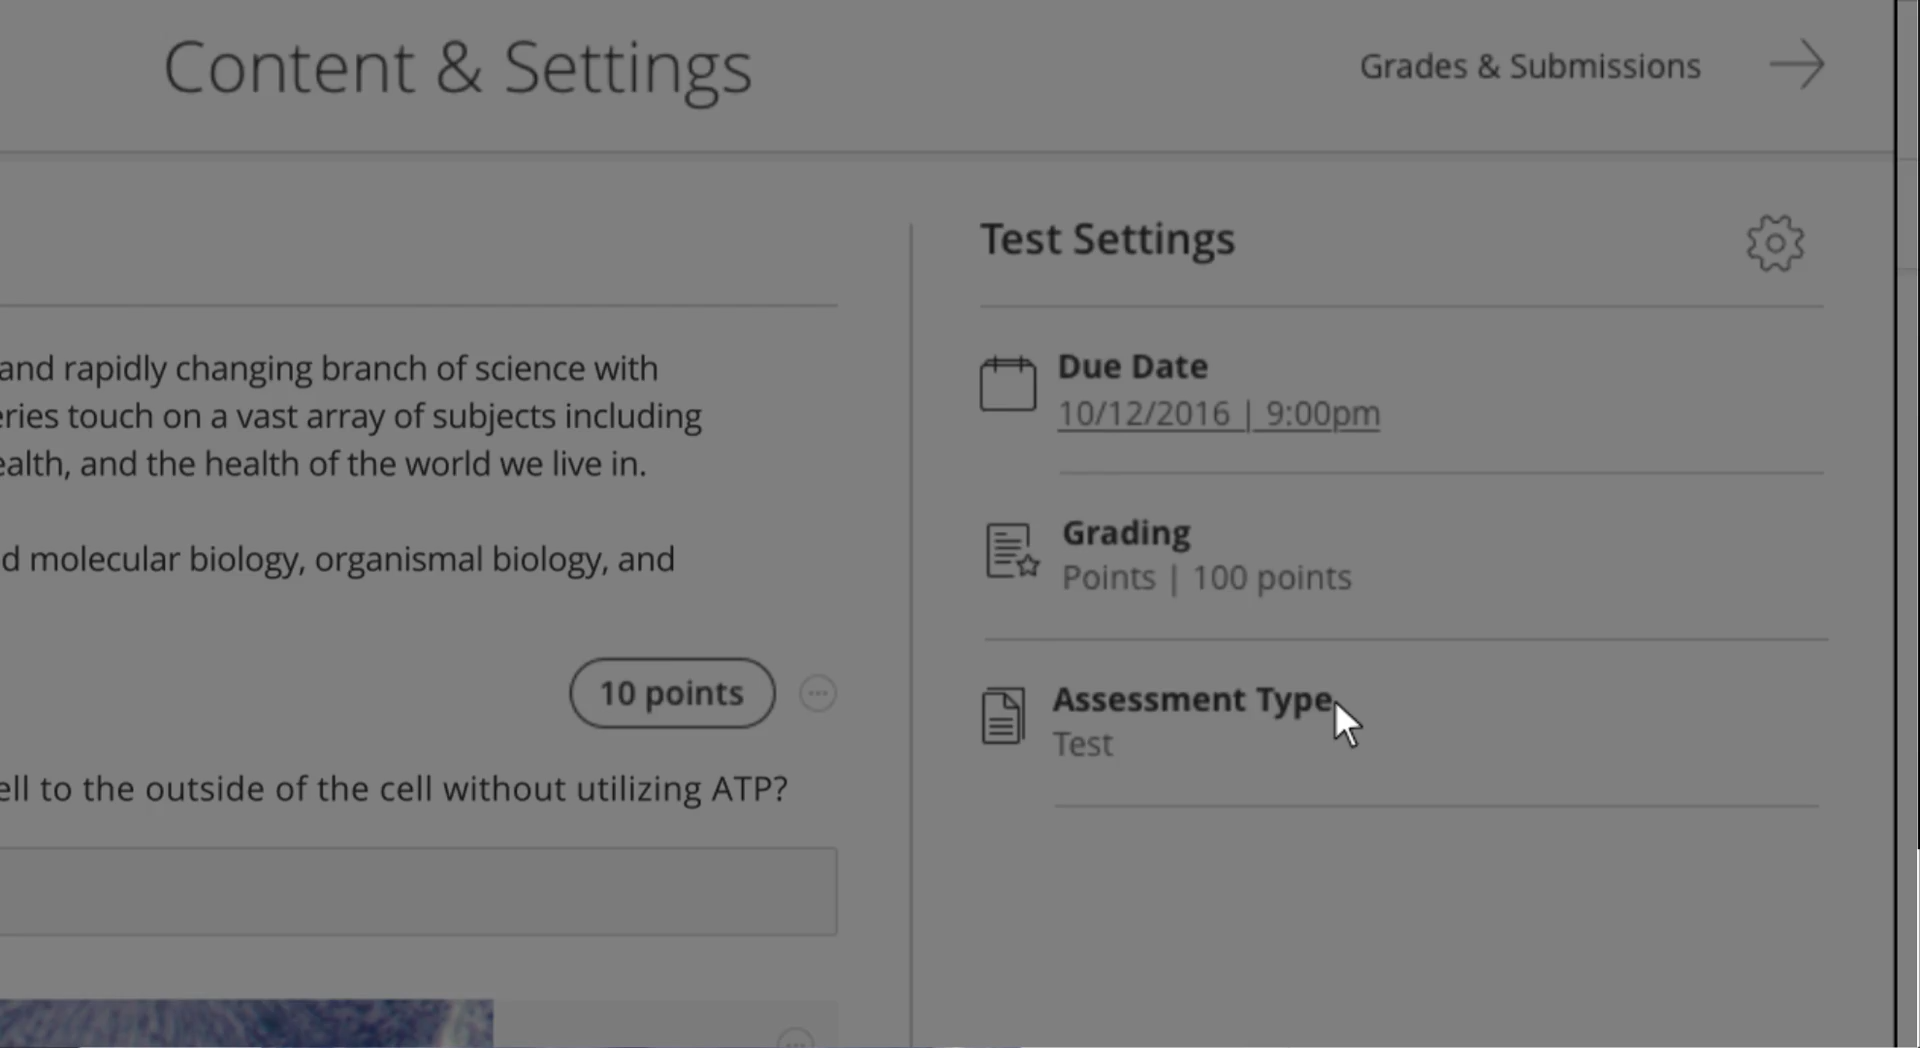 Content & Settings
Grades & Submissions
and rapidly changing branch of science with
eries touch on a vast array of subjects including
ealth, and the health of the world we live in.
d molecular biology, organismal biology, and
10 points
ell to the outside of the cell without utilizing ATP?
Test Settings
Due Date
10/12/2016 | 9:00pm
Grading
Points | 100 points
Assessment Type
Test